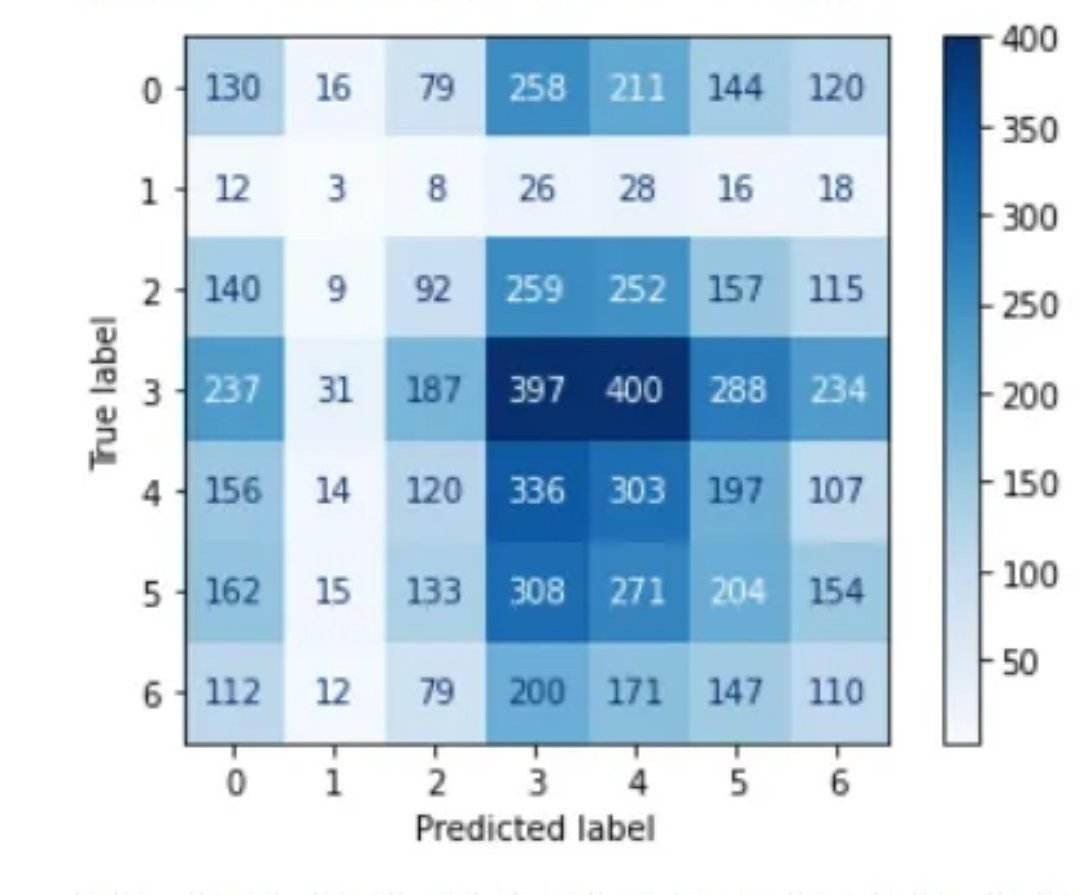 400
0 130 16 79 258 211 144 120
350
1 12 3 8 26 28 16 18
300
2 140 9 92 259 252 157 115
250
True label
3 237 31 187 397 400 288 234
200
4 156 14 120 336 303 197 107
150
5 162 15 133 308 271 204 154
100
6 112 12 79 200 171 147 110
50
0 1 2 3 4 5 6
Predicted label